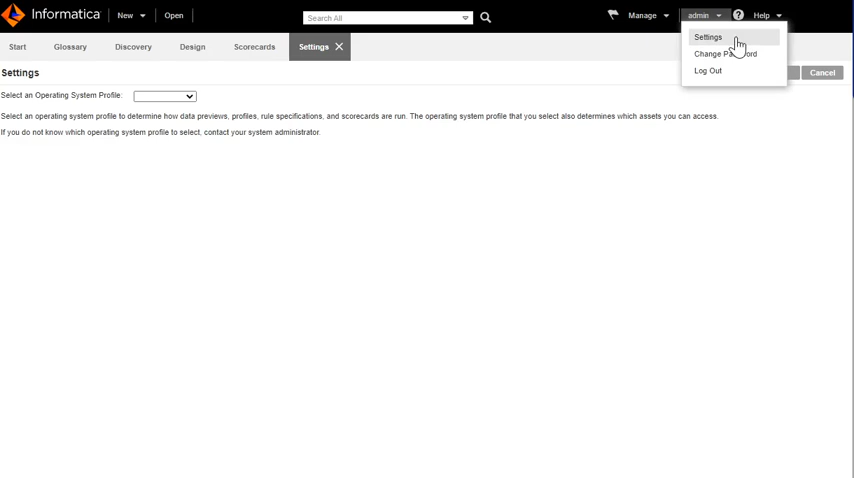 Informatica New Open Search All Manage admin Help
Start Glossary Discovery Design Scorecards Settings
Settings
Change
Log Out
Settings Cancel
Select an Operating System Profile:
Select an operating system profile to determine how data previews, profiles, rule specifications, and scorecards are run. The operating system profile that you select also determines which assets you can access.
If you do not know which operating system profile to select, contact your system administrator.